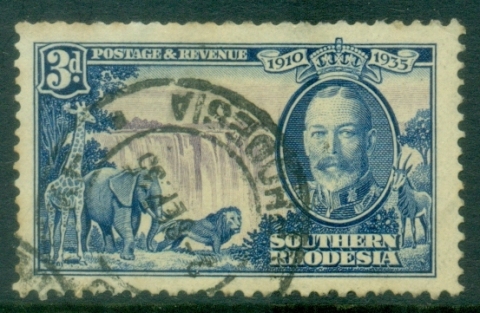 POSTAGE & REVENUE
3d.
1910 1935
SOUTHERN
RHODESIA